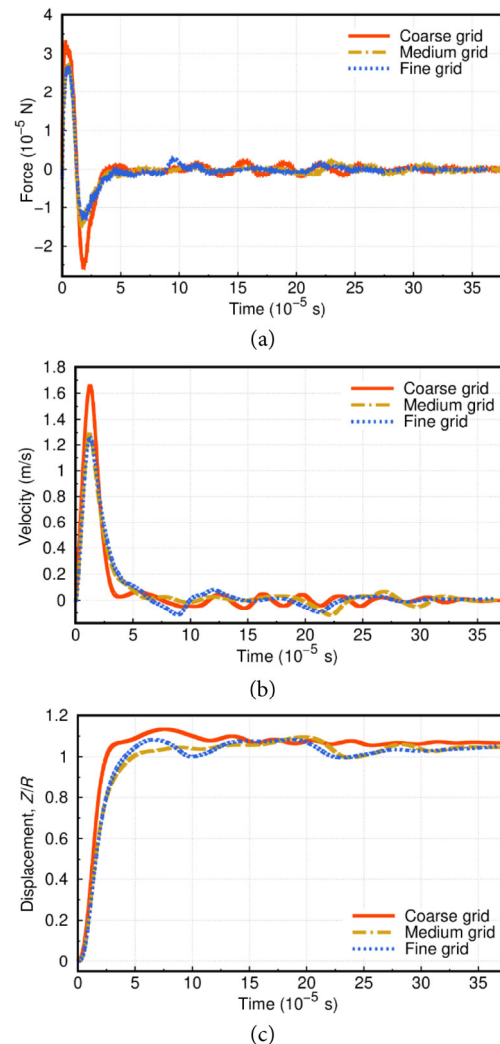 4
3
2
1
0
−1
−2
Force (10⁻⁵ N)
Coarse grid
Medium grid
Fine grid
0 5 10 15 20 25 30 35
Time (10⁻⁵ s)
(a)
1.8
1.6
1.4
1.2
1.0
0.8
0.6
0.4
0.2
0
Velocity (m/s)
Coarse grid
Medium grid
Fine grid
0 5 10 15 20 25 30 35
Time (10⁻⁵ s)
(b)
1.2
1.0
0.8
0.6
0.4
0.2
0
Displacement, Z/R
Coarse grid
Medium grid
Fine grid
0 5 10 15 20 25 30 35
Time (10⁻⁵ s)
(c)